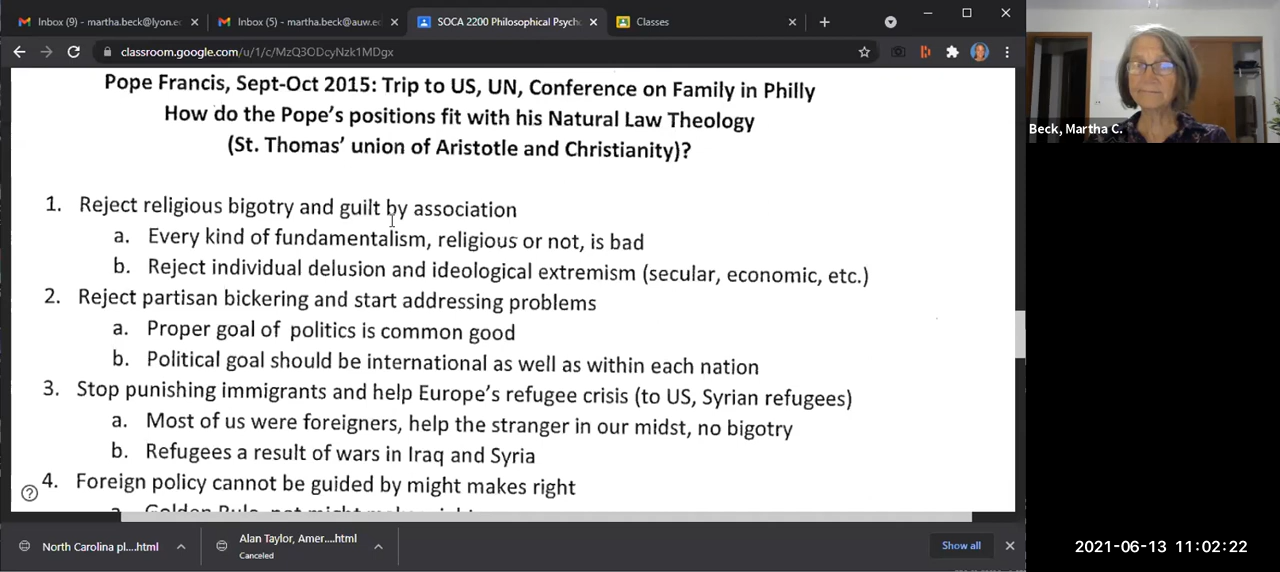 Inbox (9) - martha.beck@lyon.e
Inbox (5) - martha.beck@auw.e
SOCA 2200 Philosophical Psych
Classes
classroom.google.com/u/1/c/MzQ3ODcyNzk1MDgx
Pope Francis, Sept-Oct 2015: Trip to US, UN, Conference on Family in Philly
How do the Pope's positions fit with his Natural Law Theology
(St. Thomas' union of Aristotle and Christianity)?
1. Reject religious bigotry and guilt by association
a. Every kind of fundamentalism, religious or not, is bad
b. Reject individual delusion and ideological extremism (secular, economic, etc.)
2. Reject partisan bickering and start addressing problems
a. Proper goal of politics is common good
b. Political goal should be international as well as within each nation
3. Stop punishing immigrants and help Europe's refugee crisis (to US, Syrian refugees)
a. Most of us were foreigners, help the stranger in our midst, no bigotry
b. Refugees a result of wars in Iraq and Syria
4. Foreign policy cannot be guided by might makes right
a. Golden Rule, not might makes right
Beck, Martha C.
North Carolina pl....html
Alan Taylor, Amer....html
Canceled
Show all
2021-06-13 11:02:22